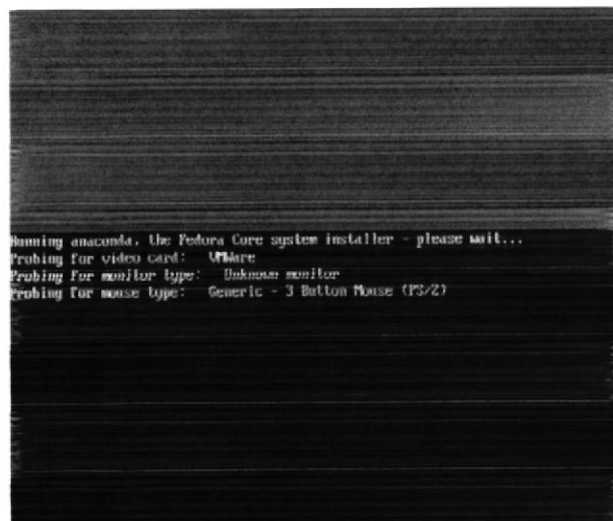 Running anaconda, the Fedora Core system installer - please wait...
Probing for video card: VMWare
Probing for monitor type: Unknown monitor
Probing for mouse type: Generic - 3 Button Mouse (PS/2)